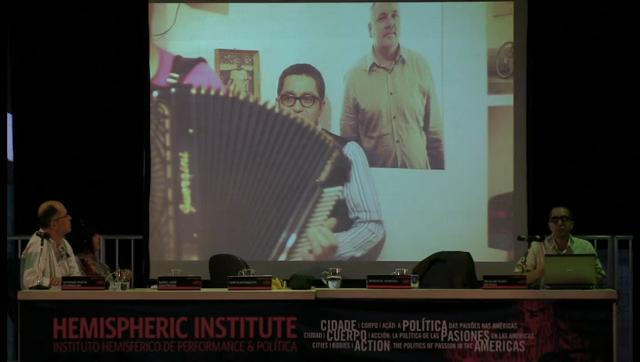 Guerrini
HEMISPHERIC INSTITUTE
INSTITUTO HEMISFÉRICO DE PERFORMANCE & POLÍTICA
CIDADE | CORPO | AÇÃO: A POLÍTICA DAS PAIXÕES NAS AMÉRICAS
CIUDAD | CUERPO | ACCIÓN: LA POLÍTICA DE LAS PASIONES EN LAS AMÉRICAS
CITIES | BODIES | ACTION: THE POLITICS OF PASSION IN THE AMERICAS